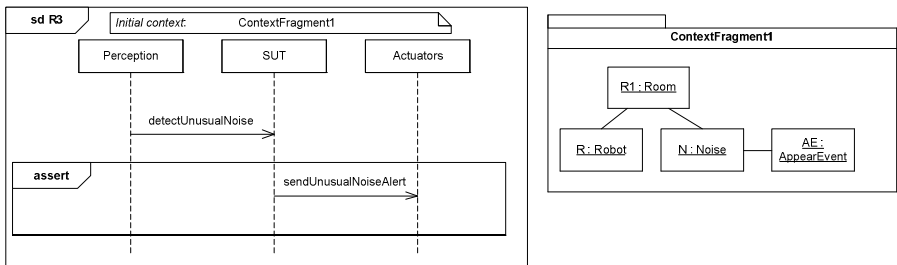 sd R3
Initial context: ContextFragment1
Perception
SUT
Actuators
detectUnusualNoise
assert
sendUnusualNoiseAlert
ContextFragment1
R1 : Room
R : Robot
N : Noise
AE :
AppearEvent